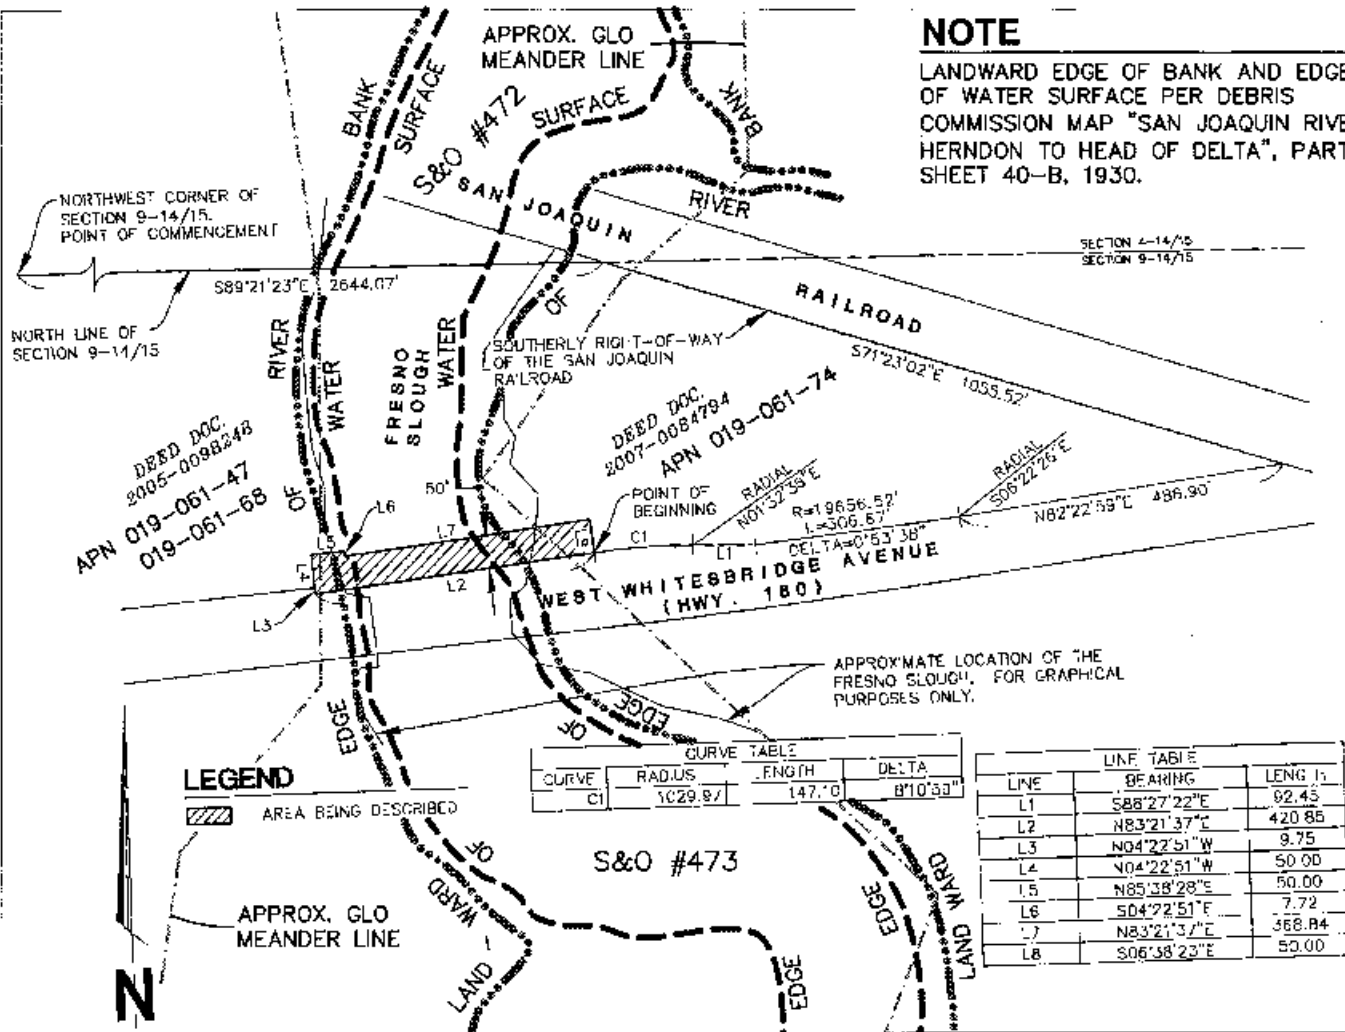 APPROX. GLO
MEANDER LINE
NOTE
LANDWARD EDGE OF BANK AND EDGE
OF WATER SURFACE PER DEBRIS
COMMISSION MAP "SAN JOAQUIN RIVE
HERNDON TO HEAD OF DELTA", PART
SHEET 40-B, 1930.
BANK
SURFACE
S&O #472
SURFACE
BANK
SAN JOAQUIN
RIVER
NORTHWEST CORNER OF
SECTION 9-14/15.
POINT OF COMMENCEMENT
SECTION 4-14/15
SECTION 9-14/15
S89°21'23"E 2644.07'
NORTH LINE OF
SECTION 9-14/15
RAILROAD
OF
RIVER
WATER
FRESNO
SLOUGH
WATER
SOUTHERLY RIGHT-OF-WAY
OF THE SAN JOAQUIN
RAILROAD
S71°23'02"E 1055.52'
DEED DOC.
2005-0098248
APN 019-061-47
019-061-68
OF
DEED DOC.
2007-0084794
APN 019-061-74
50'
L6
POINT OF
BEGINNING
RADIAL
N01°32'38"E
RADIAL
S06°22'26"E
R=19656.52'
L=306.67'
DELTA=0°53'38"
N82°22'59"E 486.90'
L5
L7
L8
C1
L1
L4
L2
L3
WEST WHITESBRIDGE AVENUE
(HWY. 180)
APPROXIMATE LOCATION OF THE
FRESNO SLOUGH. FOR GRAPHICAL
PURPOSES ONLY.
EDGE
OF
EDGE
LEGEND
AREA BEING DESCRIBED
CURVE TABLE
CURVE RADIUS LENGTH DELTA
C1 1029.97 147.10
LINE TABLE
LINE BEARING LENGTH
L1 S88°27'22"E 92.45
L2 N83°21'37"E 420.85
L3 N04°22'51"W 9.75
L4 N04°22'51"W 50.00
L5 N85°38'28"E 50.00
L6 S04°22'51"E 7.72
L7 N83°21'37"E 368.84
L8 S06°38'23"E 50.00
S&O #473
OF
WARD
LAND
EDGE
EDGE
LAND WARD
APPROX. GLO
MEANDER LINE
N